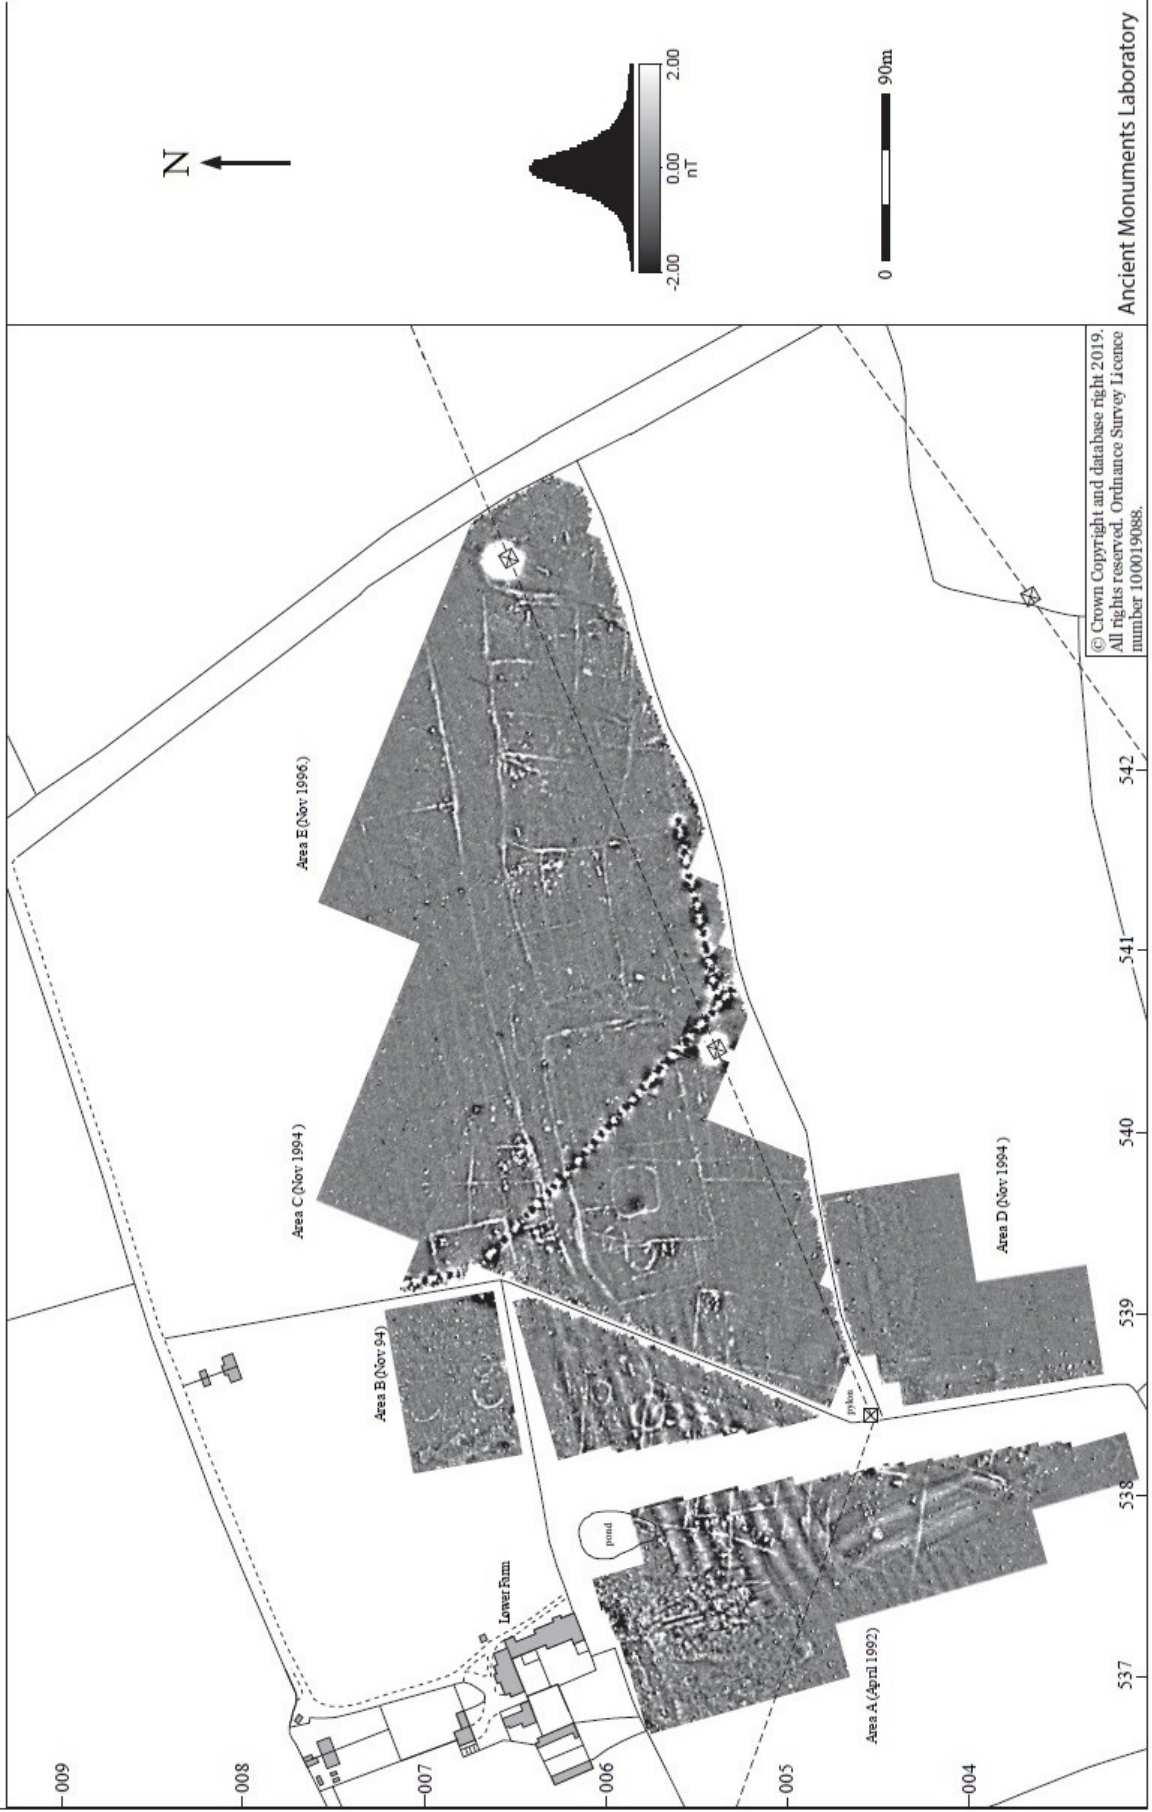 N
-2.00
0.00
2.00
nT
0
90m
Ancient Monuments Laboratory
© Crown Copyright and database right 2019.
All rights reserved. Ordnance Survey Licence
number 100019088.
Area E (Nov 1996.)
Area C (Nov 1994 )
Area B (Nov 94)
Area D (Nov 1994 )
Area A (April 1992)
Lower Farm
pond
pylon
009
008
007
006
005
004
537
538
539
540
541
542